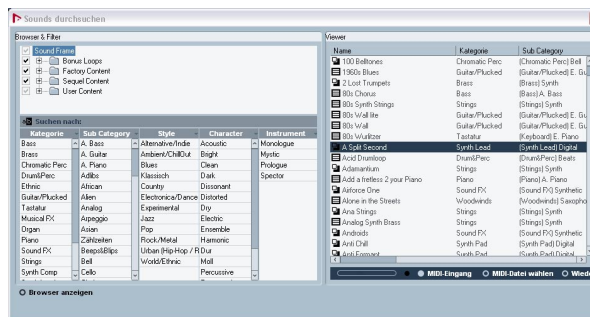 Sounds durchsuchen
Browser & Filter
Sound Frame
Bonus Loops
Factory Content
Sequel Content
User Content
Suchen nach:
Kategorie Sub Category Style Character Instrument
Bass A. Bass Alternative/Indie Acoustic Monologue
Brass A. Guitar Ambient/ChillOut Bright Mystic
Chromatic Perc A. Piano Blues Clean Prologue
Drum&Perc Adlibs Klassisch Dark Spector
Ethnic African Country Dissonant
Guitar/Plucked Alien Electronica/Dance Distorted
Tastatur Analog Experimental Dry
Musical FX Arpeggio Jazz Electric
Organ Asian Pop Ensemble
Piano Zählzeiten Rock/Metal Harmonic
Sound FX Beeps&Blips Urban (Hip-Hop / R Dur
Strings Bell World/Ethnic Moll
Synth Comp Cello Percussive
Browser anzeigen
Viewer
Name Kategorie Sub Category
100 Belltones Chromatic Perc (Chromatic Perc) Bell
1960s Blues Guitar/Plucked (Guitar/Plucked) E. Gu
2 Lost Trumpets Brass (Brass) Synth
80s Chorus Bass (Bass) A. Bass
80s Synth Strings Strings (Strings) Synth
80s Wall lite Guitar/Plucked (Guitar/Plucked) E. Gu
80s Wall Guitar/Plucked (Guitar/Plucked) E. Gu
80s Wurlitzer Tastatur (Keyboard) E. Piano
A Split Second Synth Lead (Synth Lead) Digital
Acid Drumloop Drum&Perc (Drum&Perc) Beats
Adamantium Strings (Strings) Synth
Add a fretless 2 your Piano Piano (Piano) A. Piano
Airforce One Sound FX (Sound FX) Synthetic
Alone in the Streets Woodwinds (Woodwinds) Saxopho
Ana Strings Strings (Strings) Synth
Analog Synth Brass Strings (Strings) Synth
Androids Sound FX (Sound FX) Synthetic
Anti Chill Synth Pad (Synth Pad) Digital
Anti Formant Synth Pad (Synth Pad) Digital
MIDI-Eingang MIDI-Datei wählen Wiede